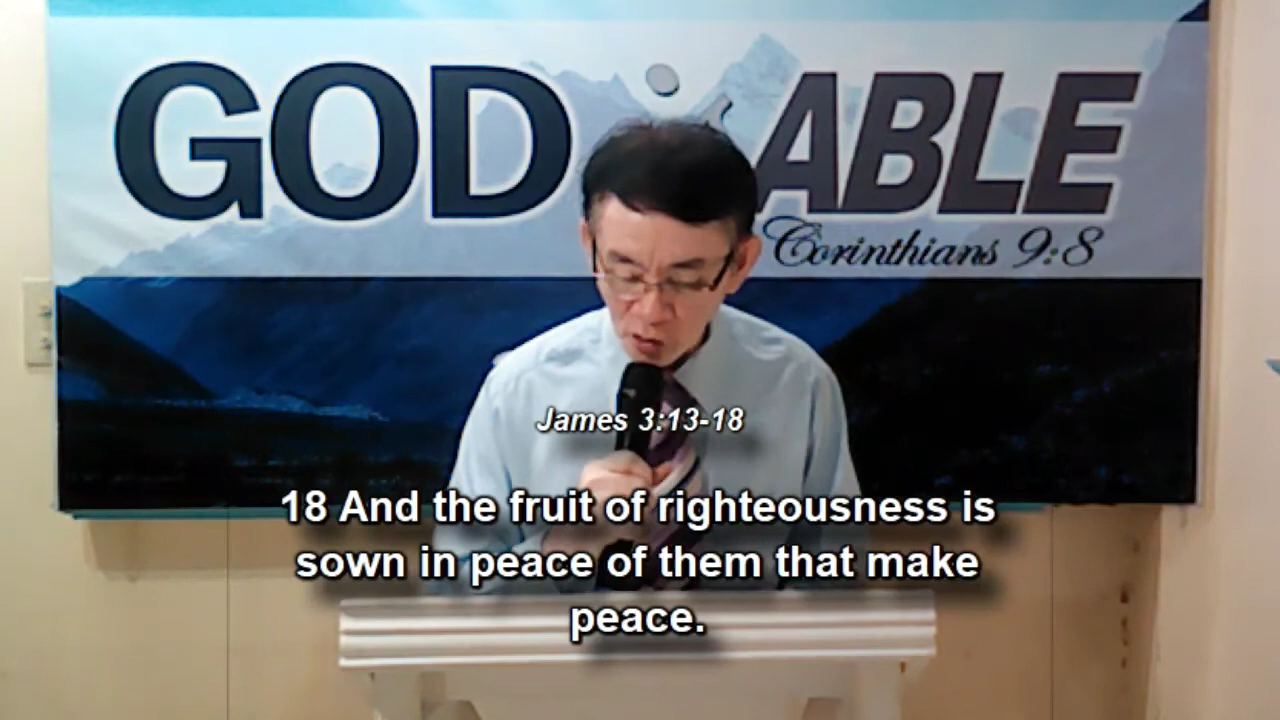 GOD ABLE
Corinthians 9:8
James 3:13-18
18 And the fruit of righteousness is
sown in peace of them that make
peace.